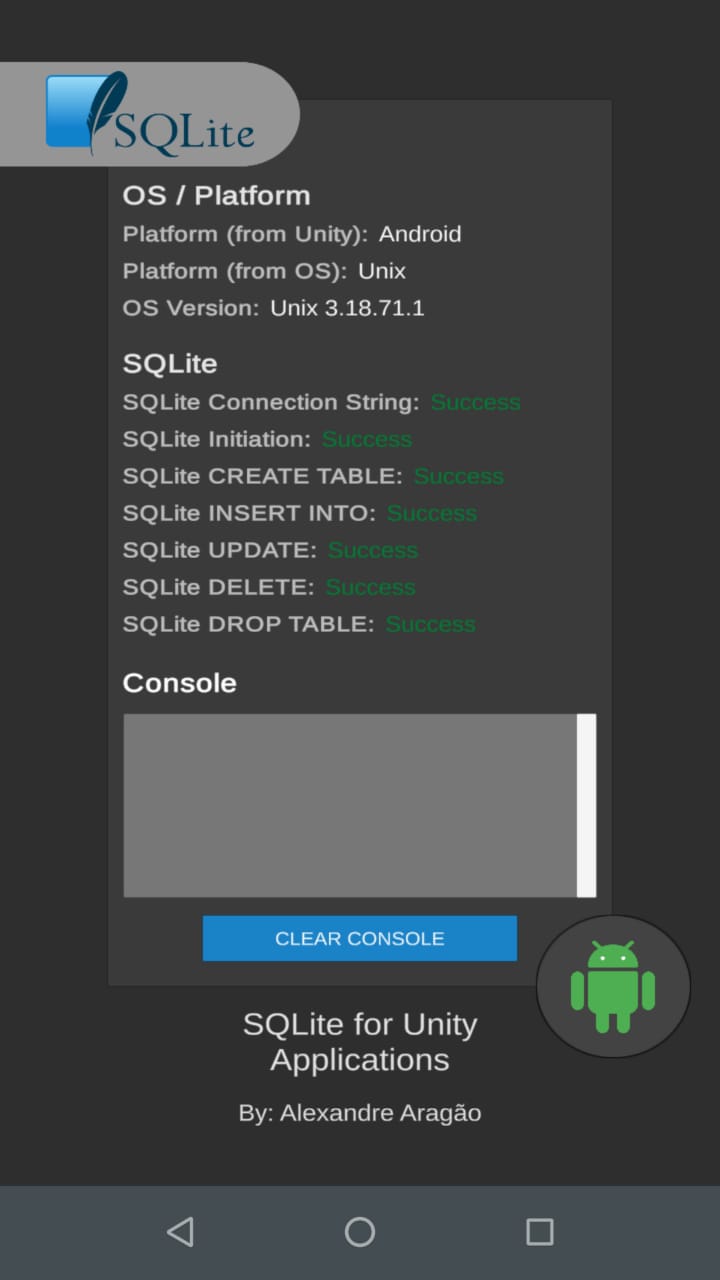 SQLite
OS / Platform
Platform (from Unity): Android
Platform (from OS): Unix
OS Version: Unix 3.18.71.1
SQLite
SQLite Connection String: Success
SQLite Initiation: Success
SQLite CREATE TABLE: Success
SQLite INSERT INTO: Success
SQLite UPDATE: Success
SQLite DELETE: Success
SQLite DROP TABLE: Success
Console
CLEAR CONSOLE
SQLite for Unity
Applications
By: Alexandre Aragão